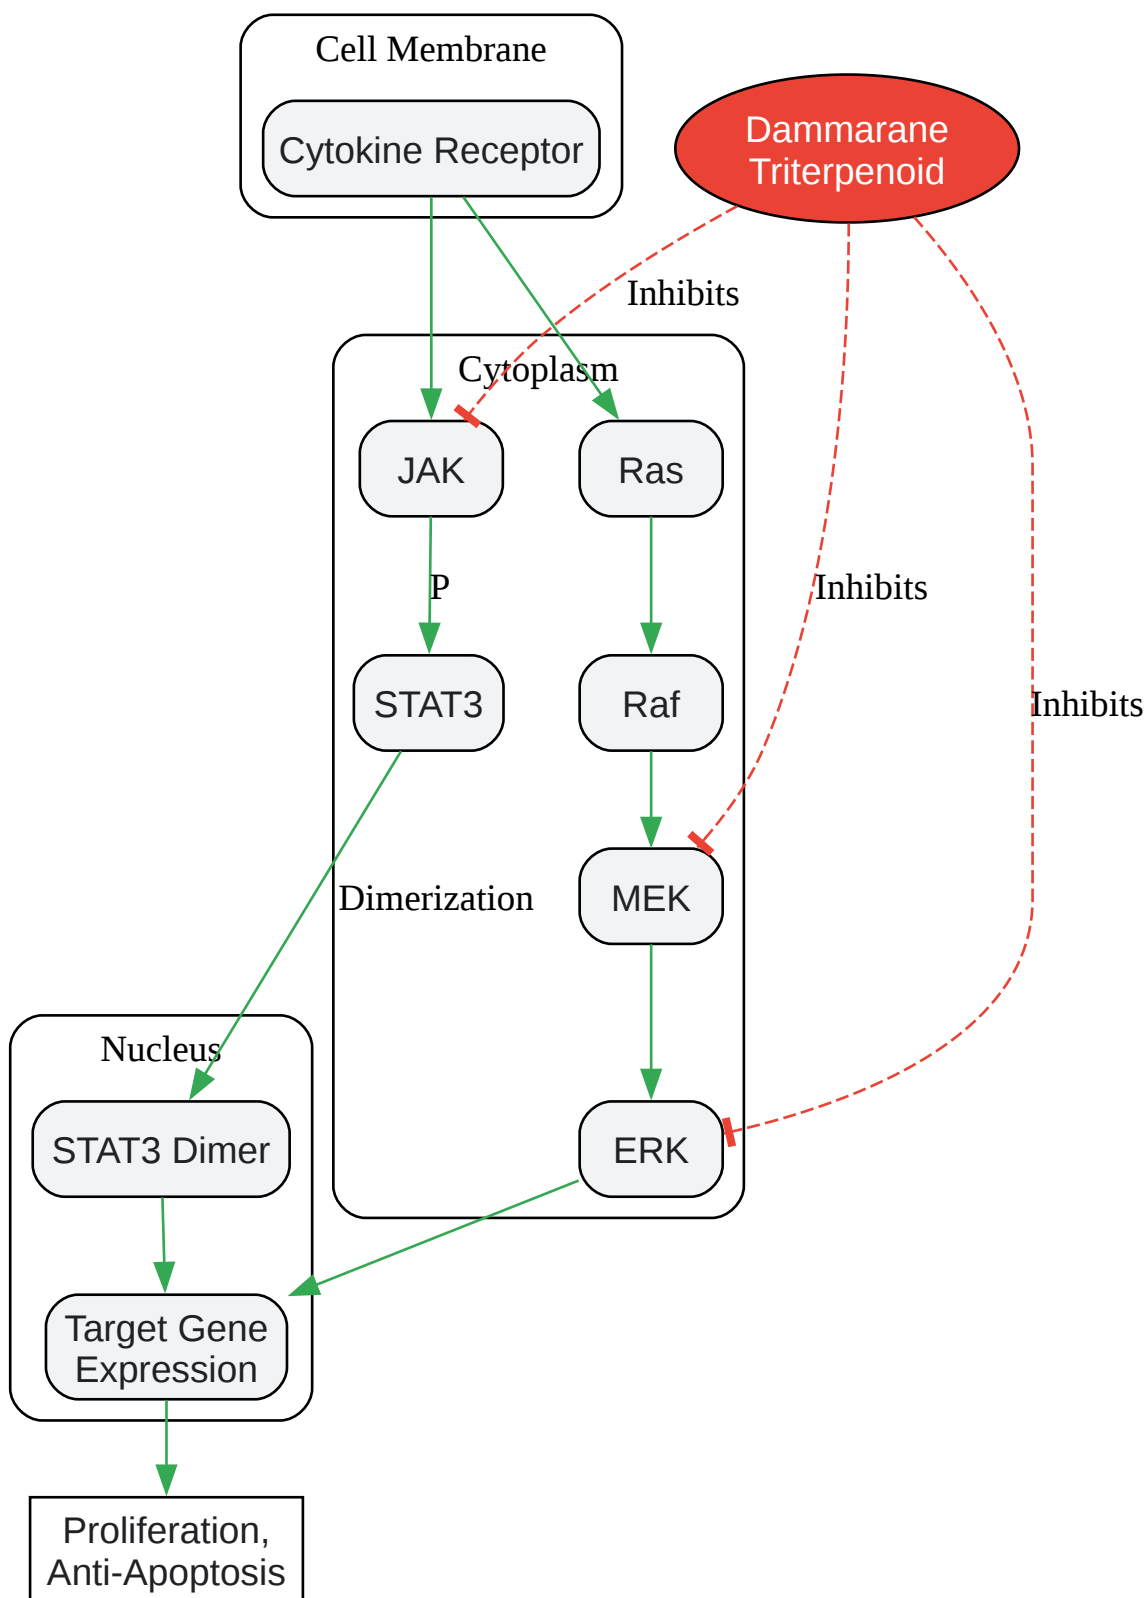 Cell Membrane
Cytokine Receptor
Dammarane
Triterpenoid
Inhibits
Cytoplasm
JAK
Ras
P
Inhibits
STAT3
Raf
Inhibits
Dimerization
MEK
Nucleus
STAT3 Dimer
ERK
Target Gene
Expression
Proliferation,
Anti-Apoptosis